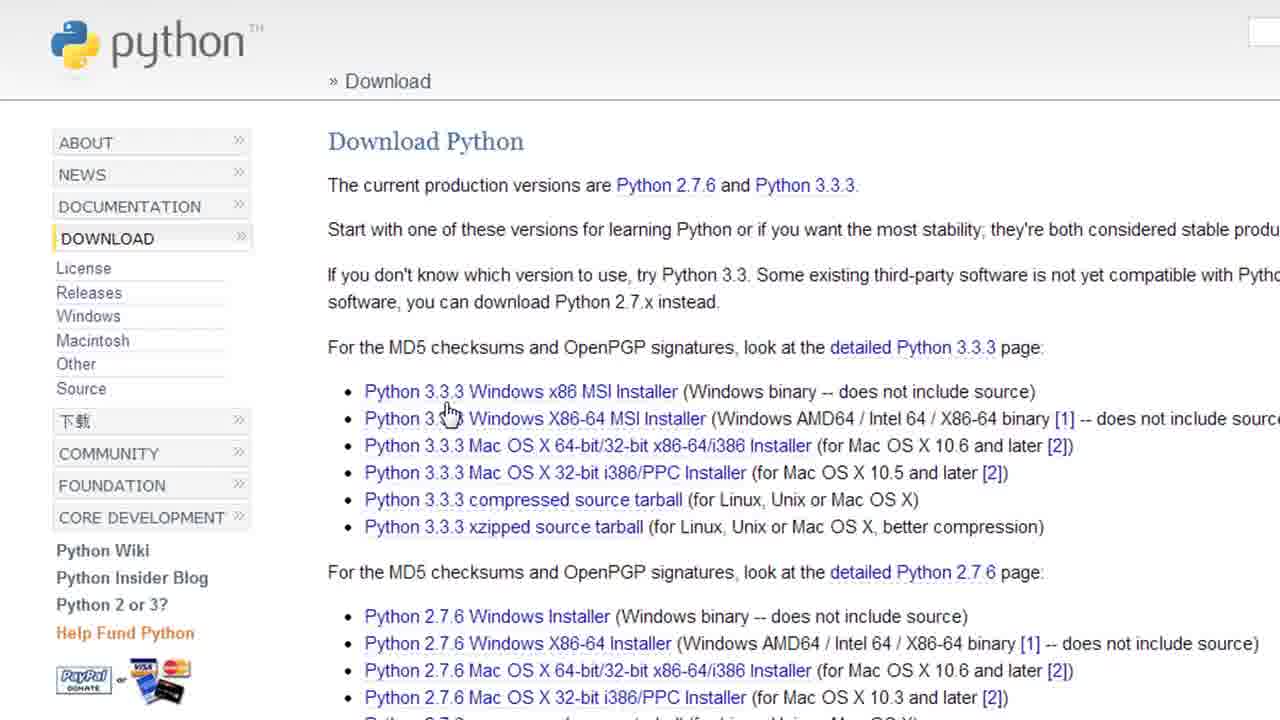 python™
» Download
ABOUT »
NEWS »
DOCUMENTATION »
DOWNLOAD »
License
Releases
Windows
Macintosh
Other
Source
下载 »
COMMUNITY »
FOUNDATION »
CORE DEVELOPMENT »
Python Wiki
Python Insider Blog
Python 2 or 3?
Help Fund Python
PayPal DONATE or VISA
Download Python
The current production versions are Python 2.7.6 and Python 3.3.3.
Start with one of these versions for learning Python or if you want the most stability; they're both considered stable produ
If you don't know which version to use, try Python 3.3. Some existing third-party software is not yet compatible with Pytho
software, you can download Python 2.7.x instead.
For the MD5 checksums and OpenPGP signatures, look at the detailed Python 3.3.3 page:
• Python 3.3.3 Windows x86 MSI Installer (Windows binary -- does not include source)
• Python 3.3.3 Windows X86-64 MSI Installer (Windows AMD64 / Intel 64 / X86-64 binary [1] -- does not include source
• Python 3.3.3 Mac OS X 64-bit/32-bit x86-64/i386 Installer (for Mac OS X 10.6 and later [2])
• Python 3.3.3 Mac OS X 32-bit i386/PPC Installer (for Mac OS X 10.5 and later [2])
• Python 3.3.3 compressed source tarball (for Linux, Unix or Mac OS X)
• Python 3.3.3 xzipped source tarball (for Linux, Unix or Mac OS X, better compression)
For the MD5 checksums and OpenPGP signatures, look at the detailed Python 2.7.6 page:
• Python 2.7.6 Windows Installer (Windows binary -- does not include source)
• Python 2.7.6 Windows X86-64 Installer (Windows AMD64 / Intel 64 / X86-64 binary [1] -- does not include source)
• Python 2.7.6 Mac OS X 64-bit/32-bit x86-64/i386 Installer (for Mac OS X 10.6 and later [2])
• Python 2.7.6 Mac OS X 32-bit i386/PPC Installer (for Mac OS X 10.3 and later [2])